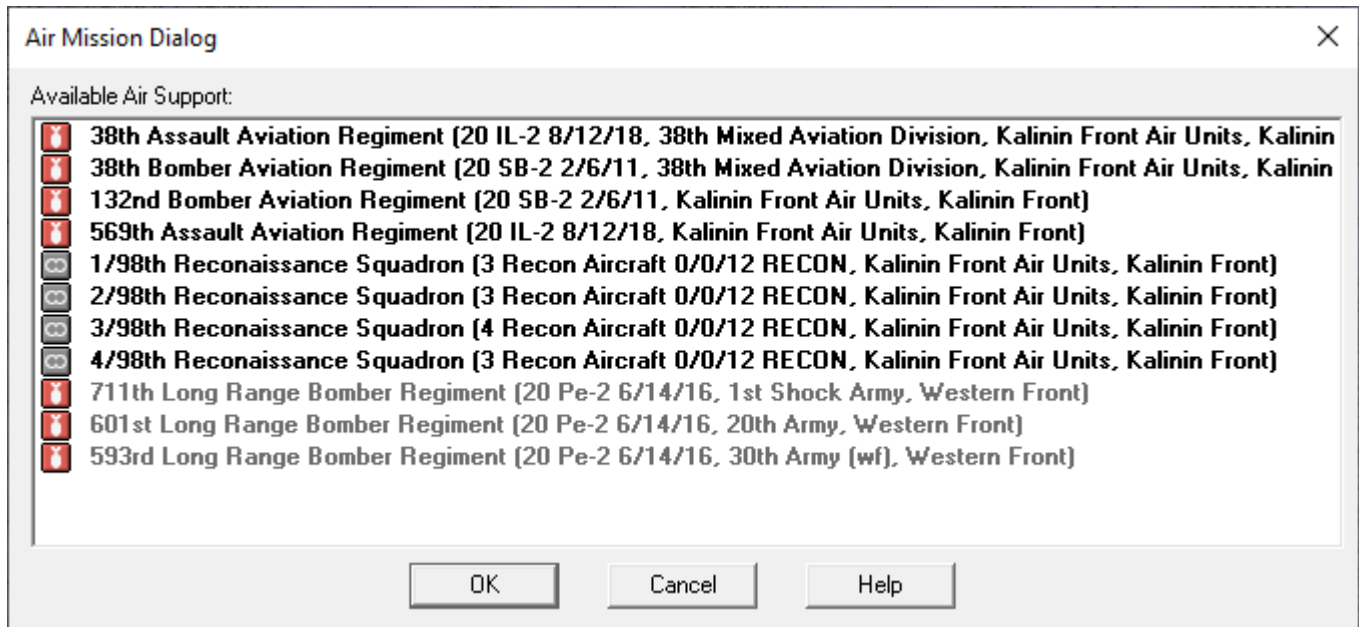 Air Mission Dialog
Available Air Support:
38th Assault Aviation Regiment (20 IL-2 8/12/18, 38th Mixed Aviation Division, Kalinin Front Air Units, Kalinin
38th Bomber Aviation Regiment (20 SB-2 2/6/11, 38th Mixed Aviation Division, Kalinin Front Air Units, Kalinin
132nd Bomber Aviation Regiment (20 SB-2 2/6/11, Kalinin Front Air Units, Kalinin Front)
569th Assault Aviation Regiment (20 IL-2 8/12/18, Kalinin Front Air Units, Kalinin Front)
1/98th Reconaissance Squadron (3 Recon Aircraft 0/0/12 RECON, Kalinin Front Air Units, Kalinin Front)
2/98th Reconaissance Squadron (3 Recon Aircraft 0/0/12 RECON, Kalinin Front Air Units, Kalinin Front)
3/98th Reconaissance Squadron (4 Recon Aircraft 0/0/12 RECON, Kalinin Front Air Units, Kalinin Front)
4/98th Reconaissance Squadron (3 Recon Aircraft 0/0/12 RECON, Kalinin Front Air Units, Kalinin Front)
711th Long Range Bomber Regiment (20 Pe-2 6/14/16, 1st Shock Army, Western Front)
601st Long Range Bomber Regiment (20 Pe-2 6/14/16, 20th Army, Western Front)
593rd Long Range Bomber Regiment (20 Pe-2 6/14/16, 30th Army (wf), Western Front)
OK Cancel Help